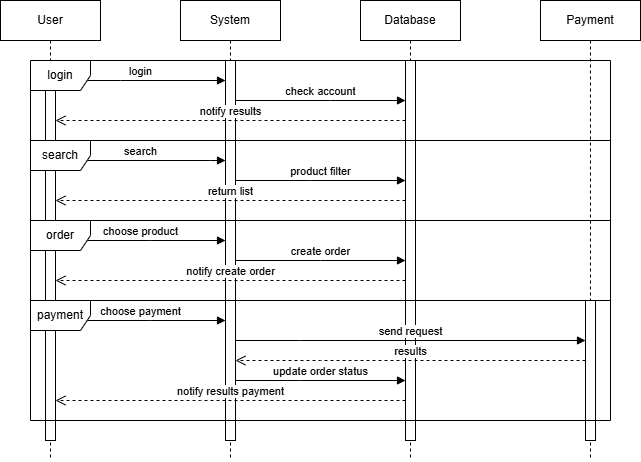 User
System
Database
Payment
login
login
check account
notify results
search
search
product filter
return list
order
choose product
create order
notify create order
payment
choose payment
send request
results
update order status
notify results payment